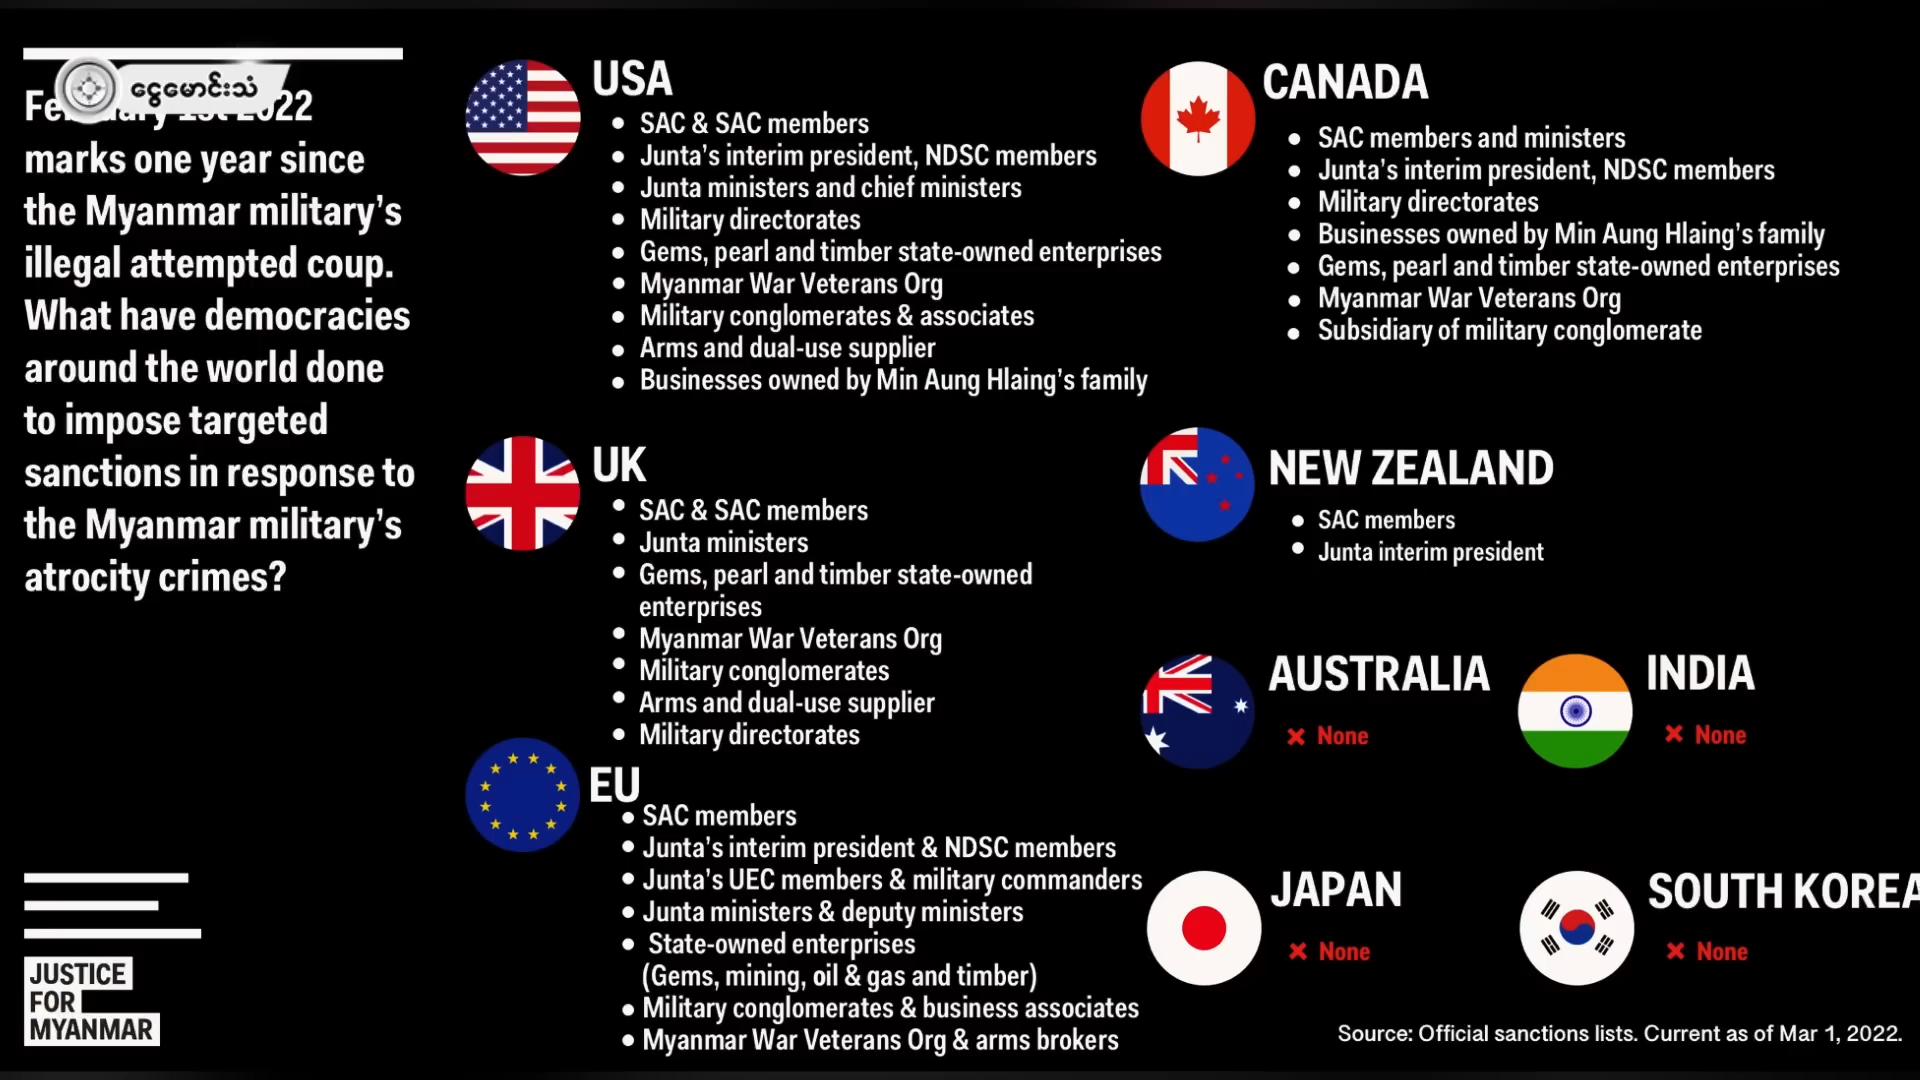 ငွေမောင်းသံ
February 1st 2022
marks one year since
the Myanmar military's
illegal attempted coup.
What have democracies
around the world done
to impose targeted
sanctions in response to
the Myanmar military's
atrocity crimes?
JUSTICE
FOR
MYANMAR
USA
• SAC & SAC members
• Junta's interim president, NDSC members
• Junta ministers and chief ministers
• Military directorates
• Gems, pearl and timber state-owned enterprises
• Myanmar War Veterans Org
• Military conglomerates & associates
• Arms and dual-use supplier
• Businesses owned by Min Aung Hlaing's family
UK
• SAC & SAC members
• Junta ministers
• Gems, pearl and timber state-owned
enterprises
• Myanmar War Veterans Org
• Military conglomerates
• Arms and dual-use supplier
• Military directorates
EU
• SAC members
• Junta's interim president & NDSC members
• Junta's UEC members & military commanders
• Junta ministers & deputy ministers
• State-owned enterprises
(Gems, mining, oil & gas and timber)
• Military conglomerates & business associates
• Myanmar War Veterans Org & arms brokers
CANADA
• SAC members and ministers
• Junta's interim president, NDSC members
• Military directorates
• Businesses owned by Min Aung Hlaing's family
• Gems, pearl and timber state-owned enterprises
• Myanmar War Veterans Org
• Subsidiary of military conglomerate
NEW ZEALAND
• SAC members
• Junta interim president
AUSTRALIA
× None
INDIA
× None
JAPAN
× None
SOUTH KOREA
× None
Source: Official sanctions lists. Current as of Mar 1, 2022.